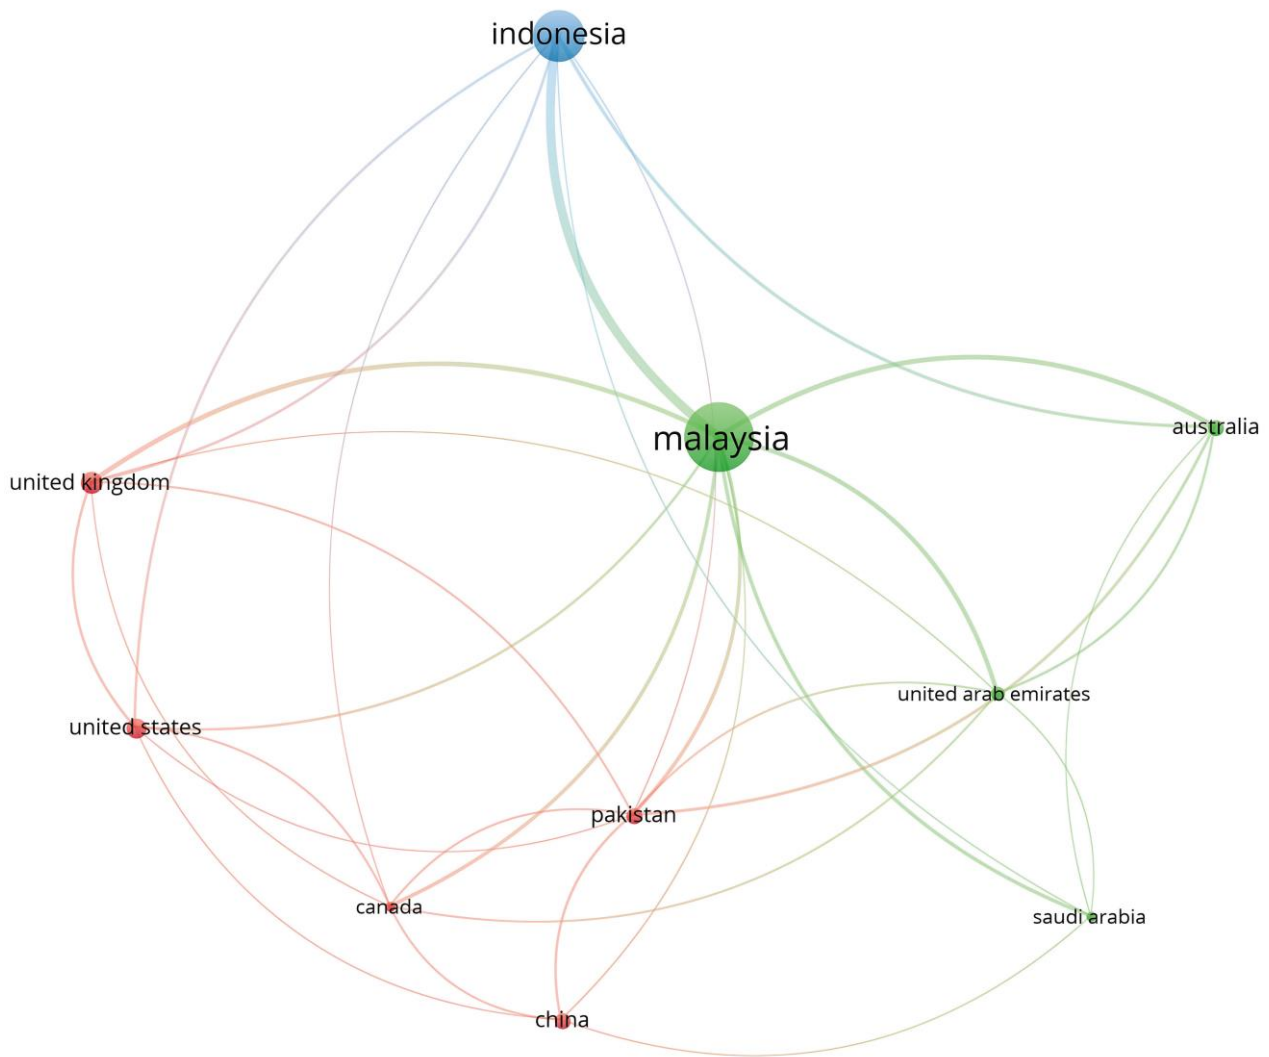 indonesia
malaysia
australia
united kingdom
united arab emirates
united states
pakistan
canada
saudi arabia
china